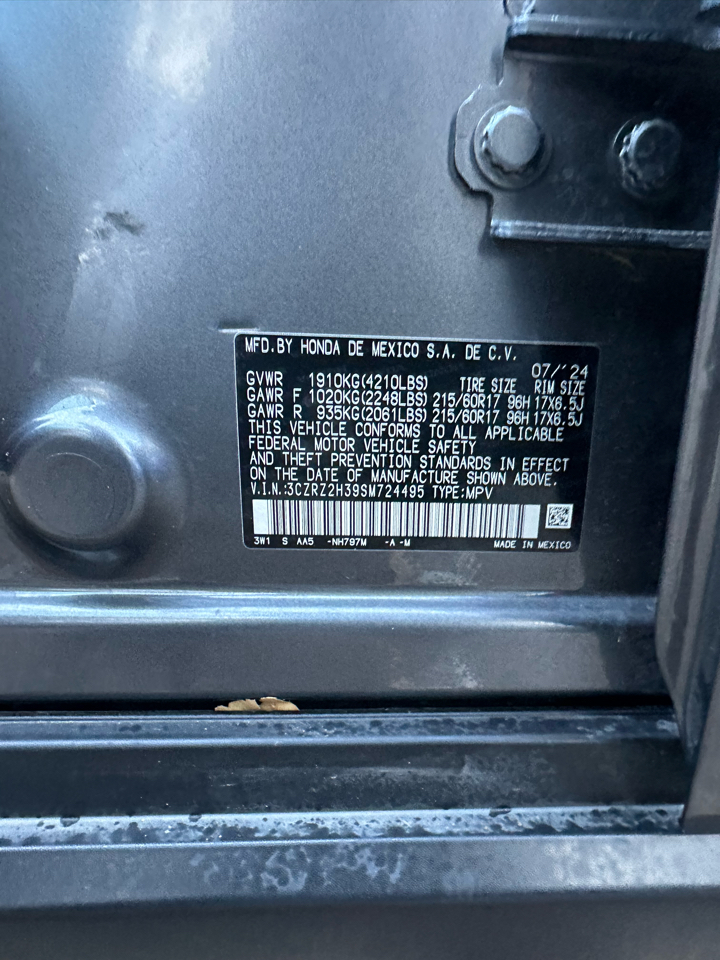 MFD.BY HONDA DE MEXICO S.A. DE C.V.
07/'24
GVWR 1910KG(4210LBS) TIRE SIZE RIM SIZE
GAWR F 1020KG(2248LBS) 215/60R17 96H 17X6.5J
GAWR R 935KG(2061LBS) 215/60R17 96H 17X6.5J
THIS VEHICLE CONFORMS TO ALL APPLICABLE
FEDERAL MOTOR VEHICLE SAFETY
AND THEFT PREVENTION STANDARDS IN EFFECT
ON THE DATE OF MANUFACTURE SHOWN ABOVE.
V.I.N.:3CZRZ2H39SM724495 TYPE:MPV
3W1 S AA5 -NH797M -A -M MADE IN MEXICO